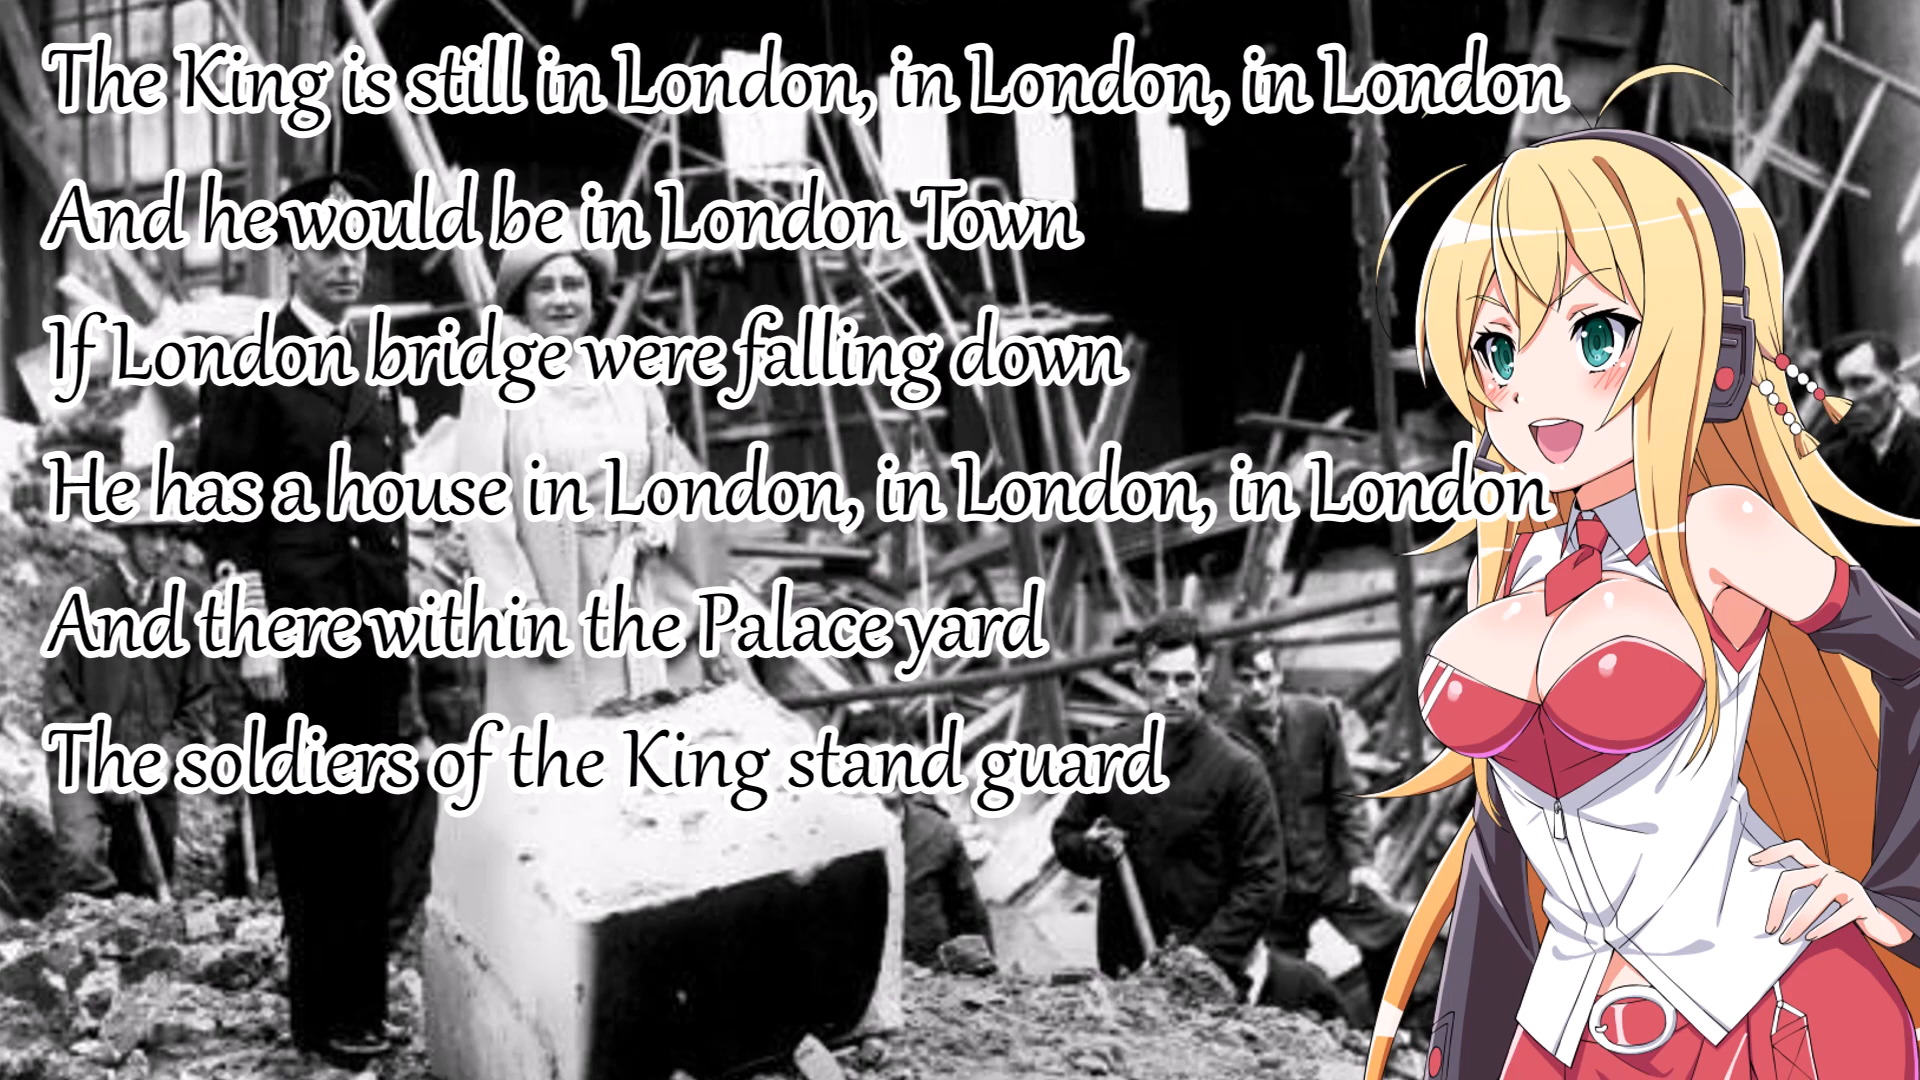 The King is still in London, in London, in London
And he would be in London Town
If London bridge were falling down
He has a house in London, in London, in London
And there within the Palace yard
The soldiers of the King stand guard